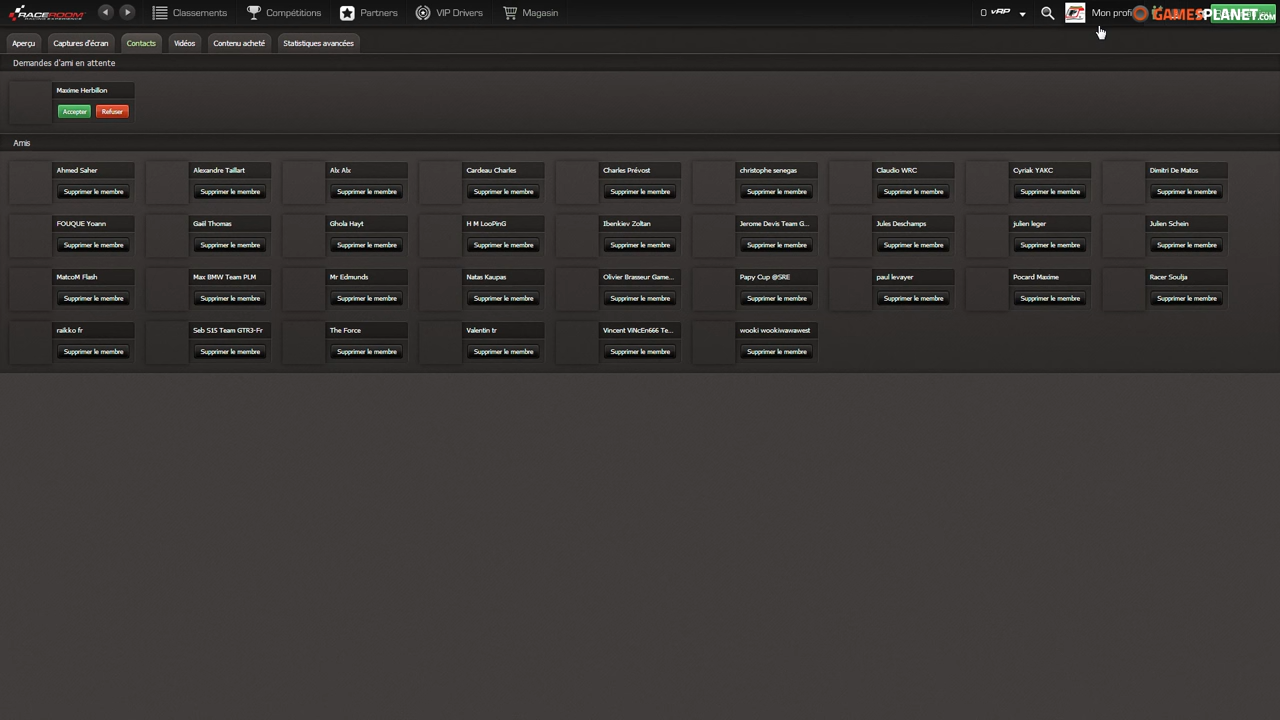 RACEROOM
RACING EXPERIENCE
Classements
Compétitions
Partners
VIP Drivers
Magasin
0 vRP
Mon profil
GAMESPLANET.COM
Aperçu
Captures d'écran
Contacts
Vidéos
Contenu acheté
Statistiques avancées
Demandes d'ami en attente
Maxime Herbillon
Accepter Refuser
Amis
Ahmed Saher
Supprimer le membre
Alexandre Taillart
Supprimer le membre
Alx Alx
Supprimer le membre
Cardeau Charles
Supprimer le membre
Charles Prévost
Supprimer le membre
christophe senegas
Supprimer le membre
Claudio WRC
Supprimer le membre
Cyriak YAKC
Supprimer le membre
Dimitri De Matos
Supprimer le membre
FOUQUE Yoann
Supprimer le membre
Gaël Thomas
Supprimer le membre
Ghola Hayt
Supprimer le membre
H M LooPinG
Supprimer le membre
Ibenkiev Zoltan
Supprimer le membre
Jerome Devis Team G...
Supprimer le membre
Jules Deschamps
Supprimer le membre
julien leger
Supprimer le membre
Julien Schein
Supprimer le membre
MatcoM Flash
Supprimer le membre
Max BMW Team PLM
Supprimer le membre
Mr Edmunds
Supprimer le membre
Natas Kaupas
Supprimer le membre
Olivier Brasseur Game...
Supprimer le membre
Papy Cup @SRE
Supprimer le membre
paul levayer
Supprimer le membre
Pocard Maxime
Supprimer le membre
Racer Soulja
Supprimer le membre
raikko fr
Supprimer le membre
Seb S15 Team GTR3-Fr
Supprimer le membre
The Force
Supprimer le membre
Valentin tr
Supprimer le membre
Vincent ViNcEn666 Te...
Supprimer le membre
wooki wookiwawawest
Supprimer le membre